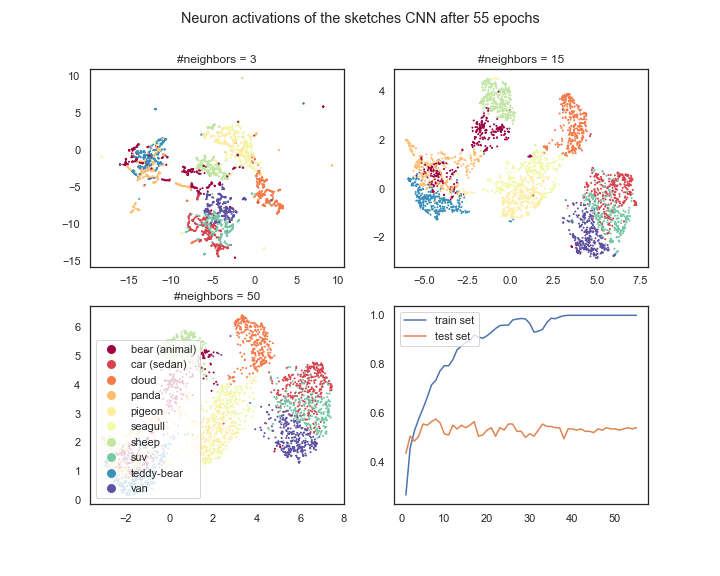 Neuron activations of the sketches CNN after 55 epochs
#neighbors = 3
10
5
0
−5
−10
−15
−15
−10
−5
0
5
10
#neighbors = 15
4
2
0
−2
−5.0
−2.5
0.0
2.5
5.0
7.5
#neighbors = 50
6
5
4
3
2
1
0
−2
0
2
4
6
8
bear (animal)
car (sedan)
cloud
panda
pigeon
seagull
sheep
suv
teddy-bear
van
1.0
0.8
0.6
0.4
0
10
20
30
40
50
train set
test set